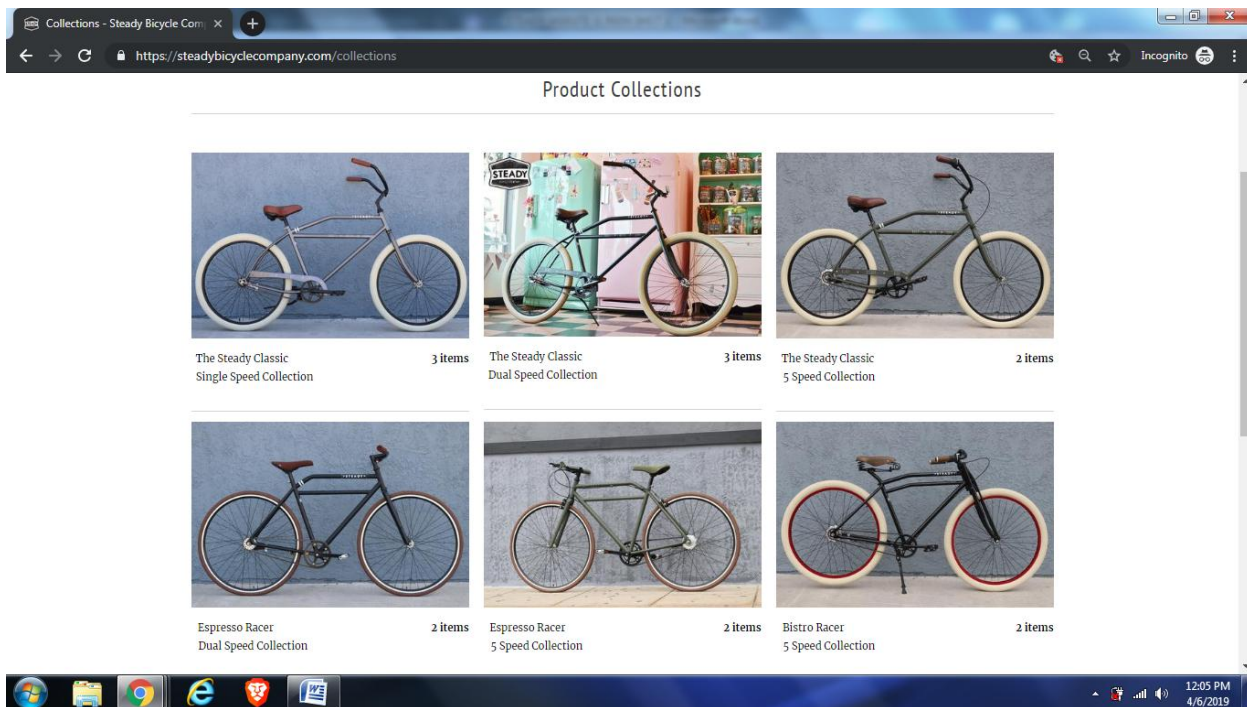 Collections - Steady Bicycle Com
https://steadybicyclecompany.com/collections
Incognito
Product Collections
STEADY
The Steady Classic
3 items
Single Speed Collection
The Steady Classic
3 items
Dual Speed Collection
The Steady Classic
2 items
5 Speed Collection
Espresso Racer
2 items
Dual Speed Collection
Espresso Racer
2 items
5 Speed Collection
Bistro Racer
2 items
5 Speed Collection
12:05 PM
4/6/2019